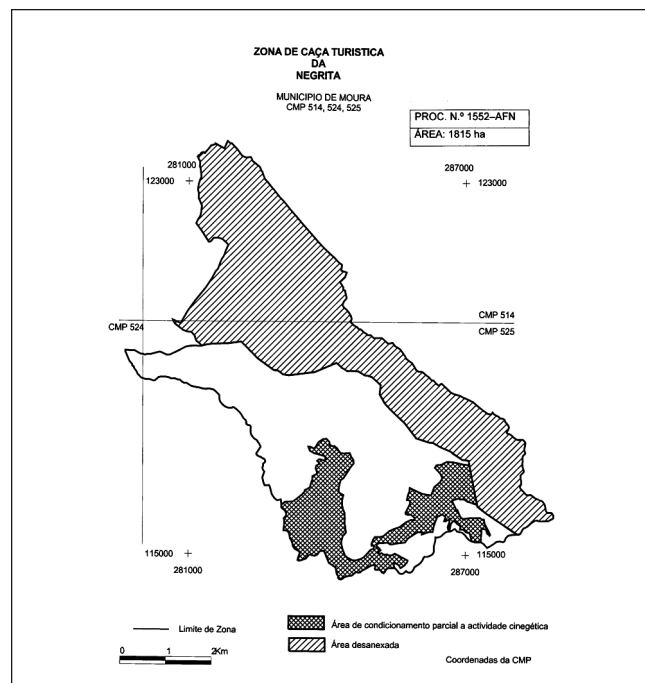 ZONA DE CAÇA TURISTICA
DA
NEGRITA
MUNICIPIO DE MOURA
CMP 514, 524, 525
PROC. N.º 1552–AFN
ÁREA: 1815 ha
281000
123000
287000
123000
CMP 514
CMP 524
CMP 525
115000
281000
115000
287000
Limite de Zona
Área de condicionamento parcial a actividade cinegética
Área desanexada
0 1 2Km
Coordenadas da CMP